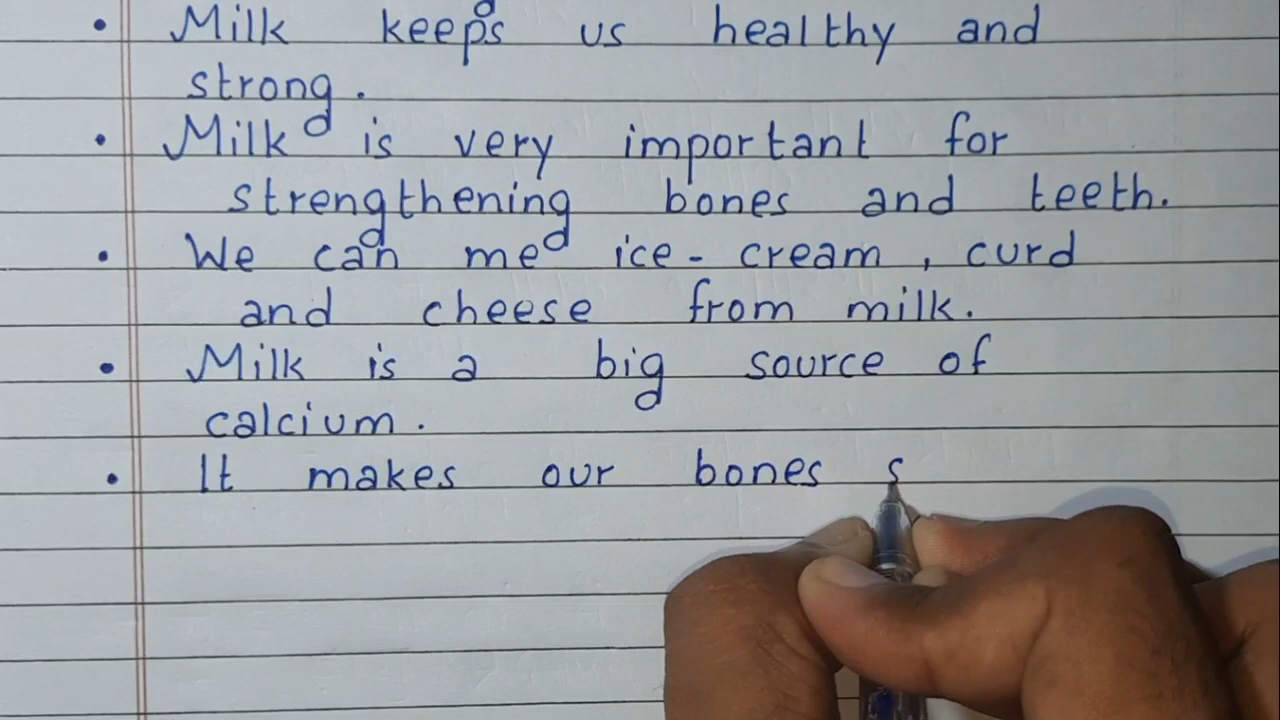 • Milk keeps us healthy and
strong.
• Milk is very important for
strengthening bones and teeth.
• We can me ice-cream, curd
and cheese from milk.
• Milk is a big source of
calcium.
• It makes our bones s